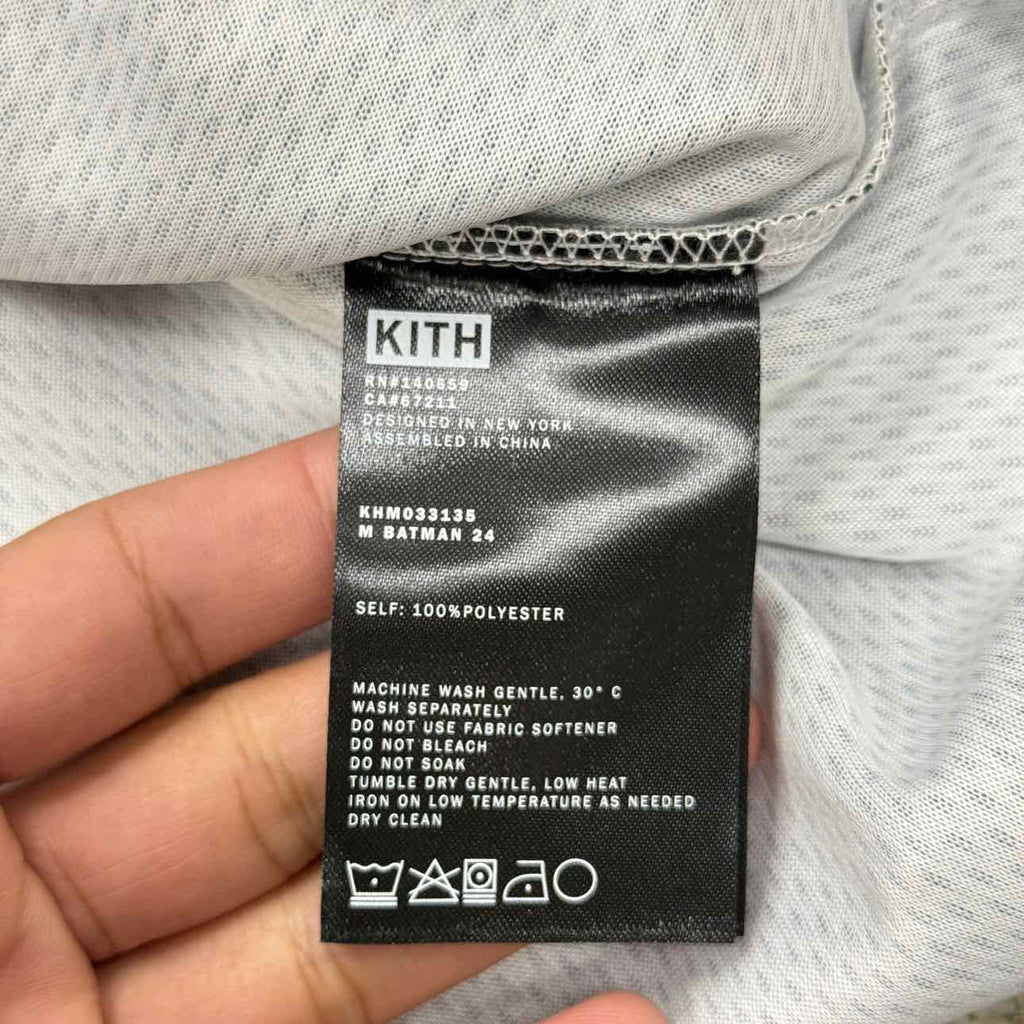 KITH
RN#140659
CA#67211
DESIGNED IN NEW YORK
ASSEMBLED IN CHINA
KHM033135
M BATMAN 24
SELF: 100%POLYESTER
MACHINE WASH GENTLE, 30° C
WASH SEPARATELY
DO NOT USE FABRIC SOFTENER
DO NOT BLEACH
DO NOT SOAK
TUMBLE DRY GENTLE, LOW HEAT
IRON ON LOW TEMPERATURE AS NEEDED
DRY CLEAN